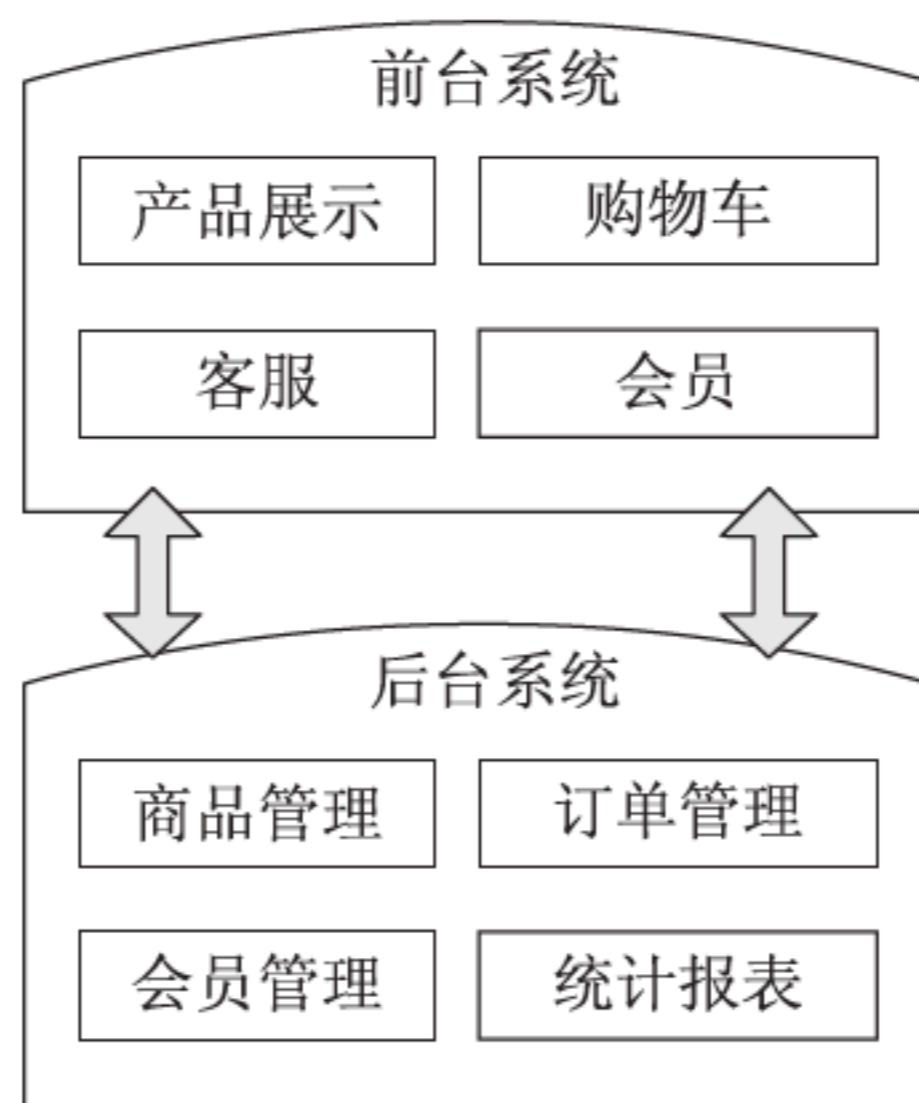 前台系统
产品展示
购物车
客服
会员
后台系统
商品管理
订单管理
会员管理
统计报表